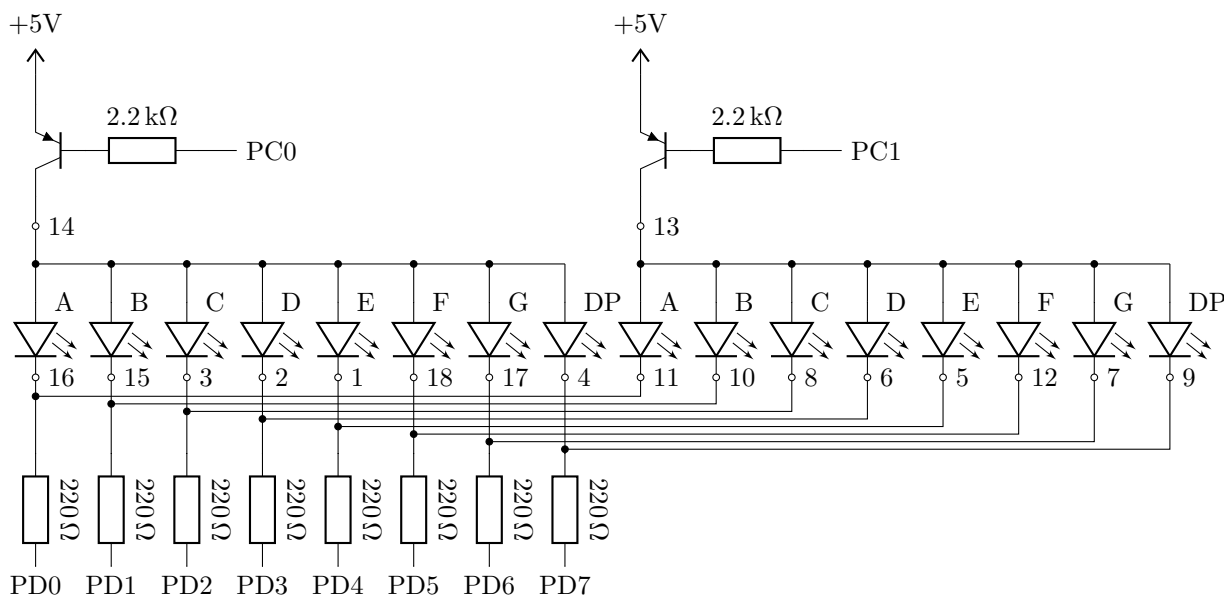 +5V +5V
2.2 kΩ 2.2 kΩ
PC0 PC1
14 13
A B C D E F G DP A B C D E F G DP
16 15 3 2 1 18 17 4 11 10 8 6 5 12 7 9
220 Ω 220 Ω 220 Ω 220 Ω 220 Ω 220 Ω 220 Ω 220 Ω
PD0 PD1 PD2 PD3 PD4 PD5 PD6 PD7